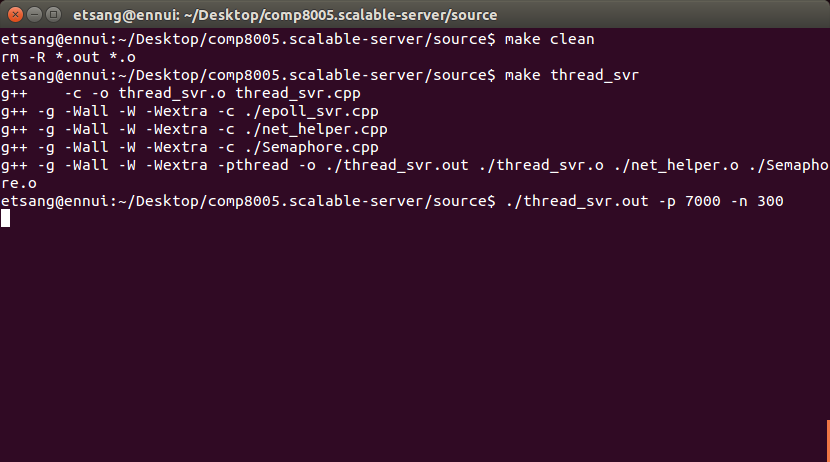 etsang@ennui: ~/Desktop/comp8005.scalable-server/source
etsang@ennui:~/Desktop/comp8005.scalable-server/source$ make clean
rm -R *.out *.o
etsang@ennui:~/Desktop/comp8005.scalable-server/source$ make thread_svr
g++    -c -o thread_svr.o thread_svr.cpp
g++ -g -Wall -W -Wextra -c ./epoll_svr.cpp
g++ -g -Wall -W -Wextra -c ./net_helper.cpp
g++ -g -Wall -W -Wextra -c ./Semaphore.cpp
g++ -g -Wall -W -Wextra -pthread -o ./thread_svr.out ./thread_svr.o ./net_helper.o ./Semapho
re.o
etsang@ennui:~/Desktop/comp8005.scalable-server/source$ ./thread_svr.out -p 7000 -n 300